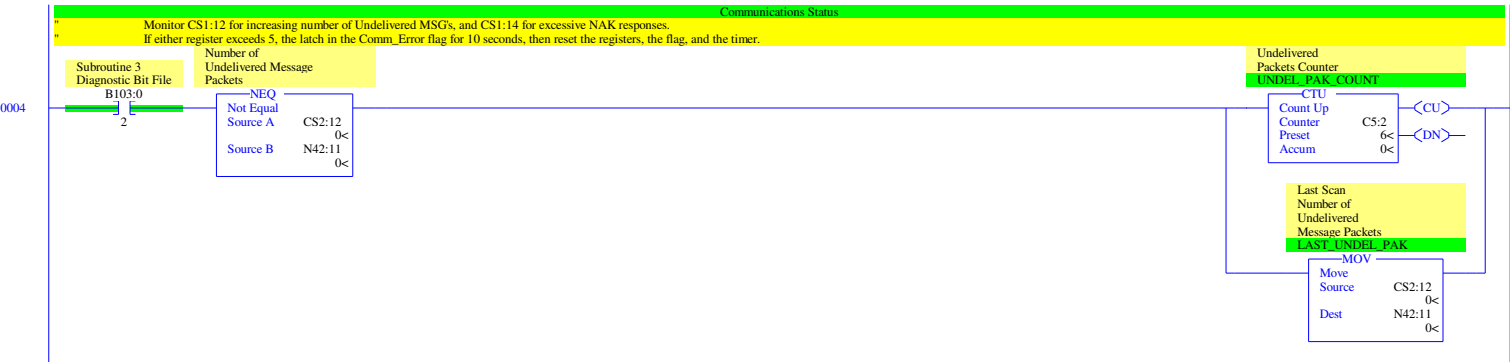 Communications Status
" Monitor CS1:12 for increasing number of Undelivered MSG's, and CS1:14 for excessive NAK responses.
" If either register exceeds 5, the latch in the Comm_Error flag for 10 seconds, then reset the registers, the flag, and the timer.
Subroutine 3
Diagnostic Bit File
B103:0
2
Number of
Undelivered Message
Packets
NEQ
Not Equal
Source A CS2:12
0<
Source B N42:11
0<
0004
Undelivered
Packets Counter
UNDEL_PAK_COUNT
CTU
Count Up
Counter C5:2
Preset 6<
Accum 0<
CU
DN
Last Scan
Number of
Undelivered
Message Packets
LAST_UNDEL_PAK
MOV
Move
Source CS2:12
0<
Dest N42:11
0<